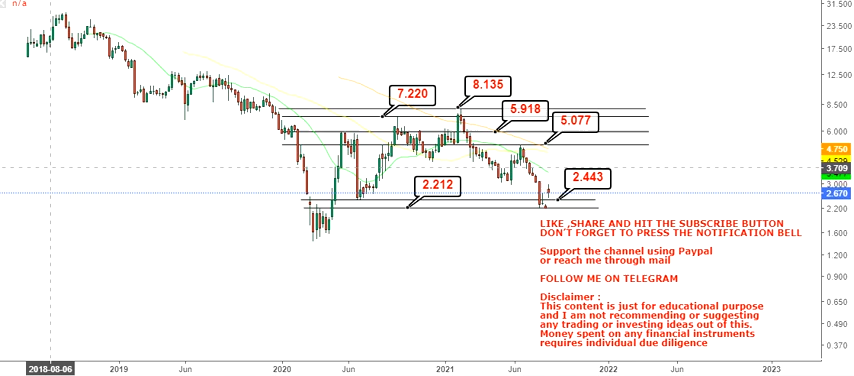 n/a
31.500
23.500
17.500
12.500
8.500
6.000
4.750
4.529
3.709
3.000
2.670
2.200
1.600
1.200
0.900
0.650
0.500
0.370
7.220
8.135
5.918
5.077
2.212
2.443
LIKE ,SHARE AND HIT THE SUBSCRIBE BUTTON
DON'T FORGET TO PRESS THE NOTIFICATION BELL
Support the channel using Paypal
or reach me through mail
FOLLOW ME ON TELEGRAM
Disclaimer :
This content is just for educational purpose
and I am not recommending or suggesting
any trading or investing ideas out of this.
Money spent on any financial instruments
requires individual due diligence
2018-08-06
2019
Jun
2020
Jun
2021
Jun
2022
Jun
2023